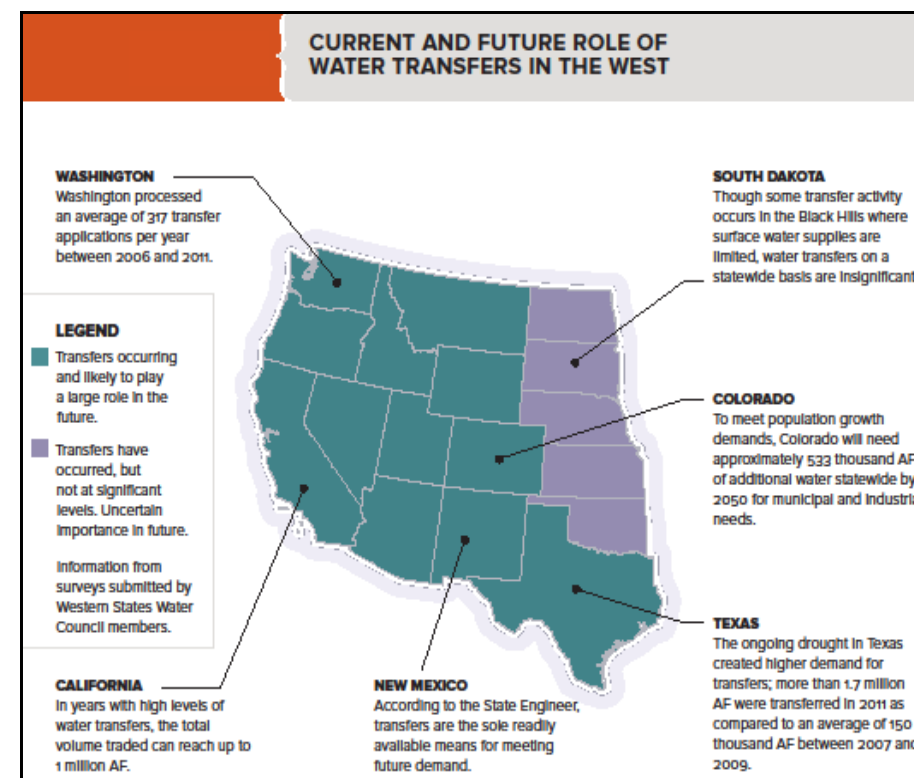 CURRENT AND FUTURE ROLE OF
WATER TRANSFERS IN THE WEST
WASHINGTON
Washington processed
an average of 317 transfer
applications per year
between 2006 and 2011.
SOUTH DAKOTA
Though some transfer activity
occurs in the Black Hills where
surface water supplies are
limited, water transfers on a
statewide basis are insignificant
LEGEND
Transfers occurring
and likely to play
a large role in the
future.
Transfers have
occurred, but
not at significant
levels. Uncertain
importance in future.
Information from
surveys submitted by
Western States Water
Council members.
COLORADO
To meet population growth
demands, Colorado will need
approximately 533 thousand AF
of additional water statewide by
2050 for municipal and industria
needs.
CALIFORNIA
In years with high levels of
water transfers, the total
volume traded can reach up to
1 million AF.
NEW MEXICO
According to the State Engineer,
transfers are the sole readily
available means for meeting
future demand.
TEXAS
The ongoing drought in Texas
created higher demand for
transfers; more than 1.7 million
AF were transferred in 2011 as
compared to an average of 150
thousand AF between 2007 and
2009.